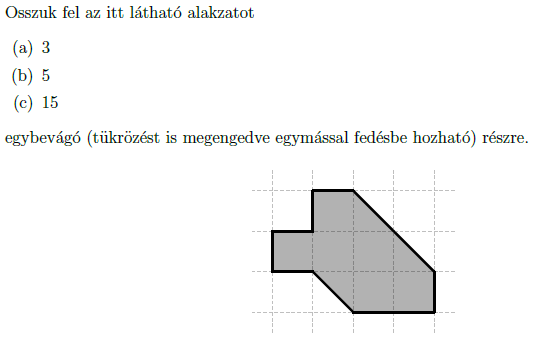 Osszuk fel az itt látható alakzatot
(a) 3
(b) 5
(c) 15
egybevágó (tükrözést is megengedve egymással fedésbe hozható) részre.